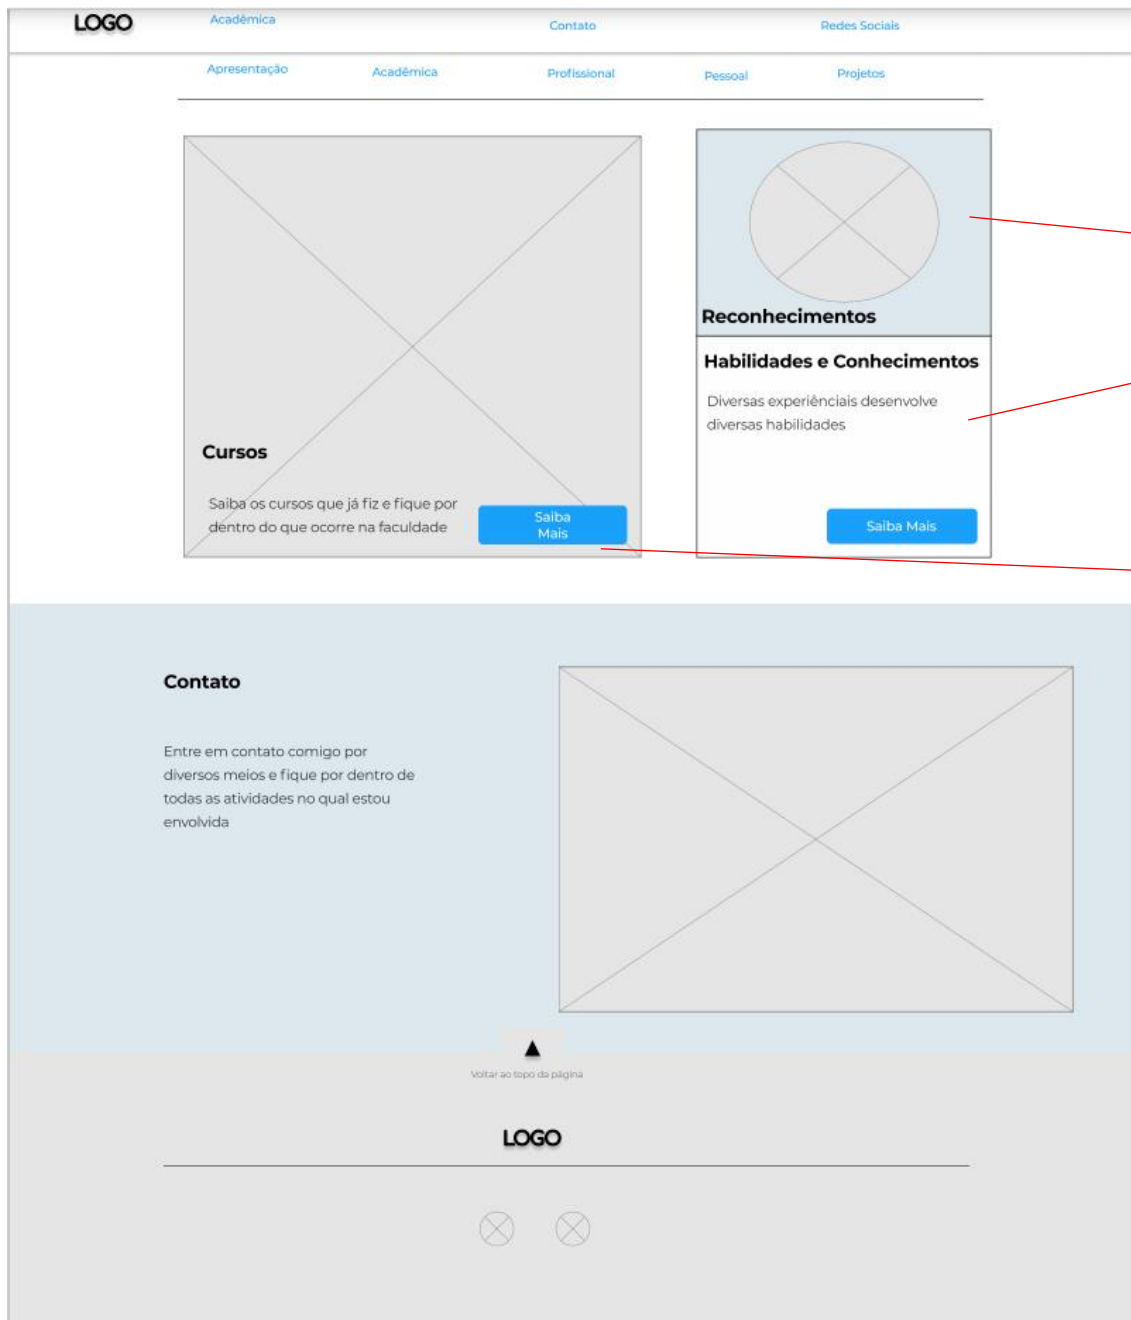 LOGO
Acadêmica
Contato
Redes Sociais
Apresentação
Acadêmica
Profissional
Pessoal
Projetos
Reconhecimentos
Habilidades e Conhecimentos
Diversas experiênciais desenvolve
diversas habilidades
Saiba Mais
Cursos
Saiba os cursos que já fiz e fique por
dentro do que ocorre na faculdade
Saiba
Mais
Contato
Entre em contato comigo por
diversos meios e fique por dentro de
todas as atividades no qual estou
envolvida
Voltar ao topo da página
LOGO